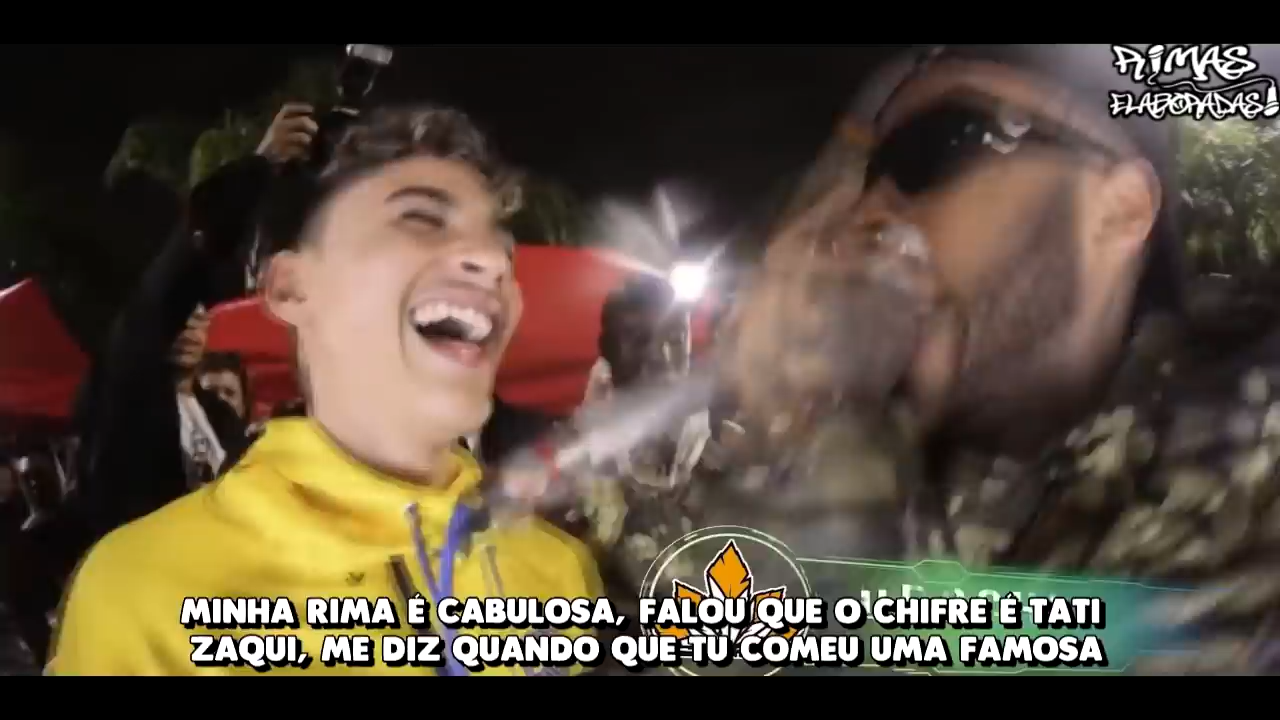 RIMAS
ELABORADAS!
MINHA RIMA É CABULOSA, FALOU QUE O CHIFRE É TATI
ZAQUI, ME DIZ QUANDO QUE TU COMEU UMA FAMOSA